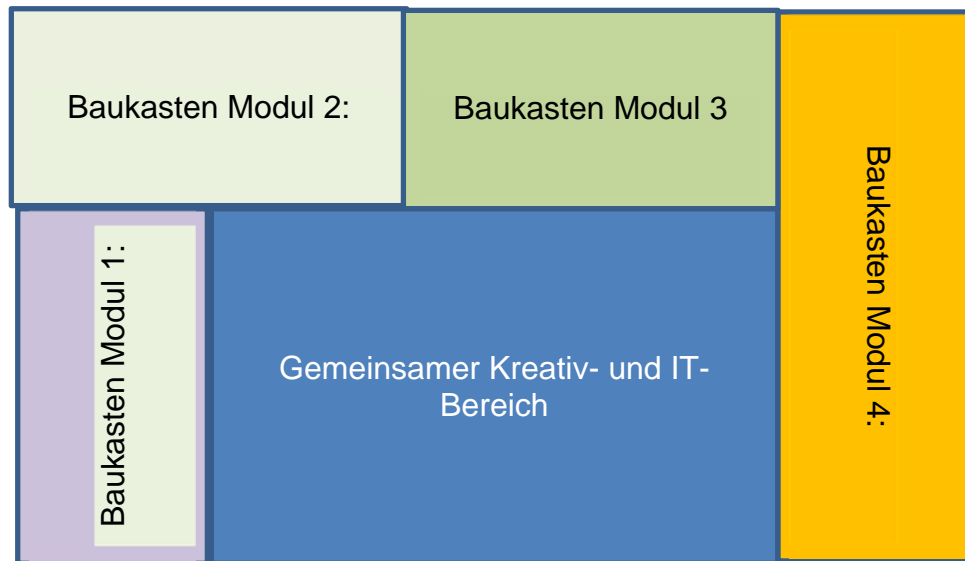 Baukasten Modul 2:
Baukasten Modul 3
Baukasten Modul 4:
Baukasten Modul 1:
Gemeinsamer Kreativ- und IT-
Bereich